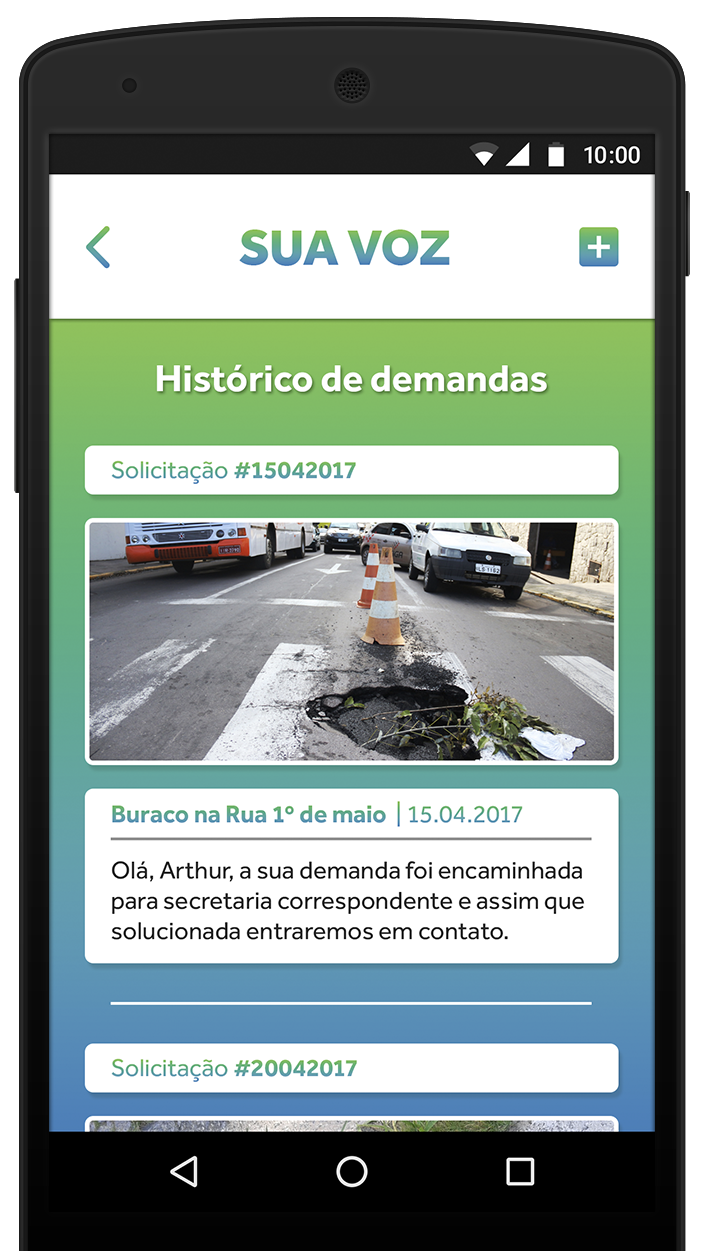 10:00
SUA VOZ
Histórico de demandas
Solicitação #15042017
Buraco na Rua 1º de maio | 15.04.2017
Olá, Arthur, a sua demanda foi encaminhada
para secretaria correspondente e assim que
solucionada entraremos em contato.
Solicitação #20042017